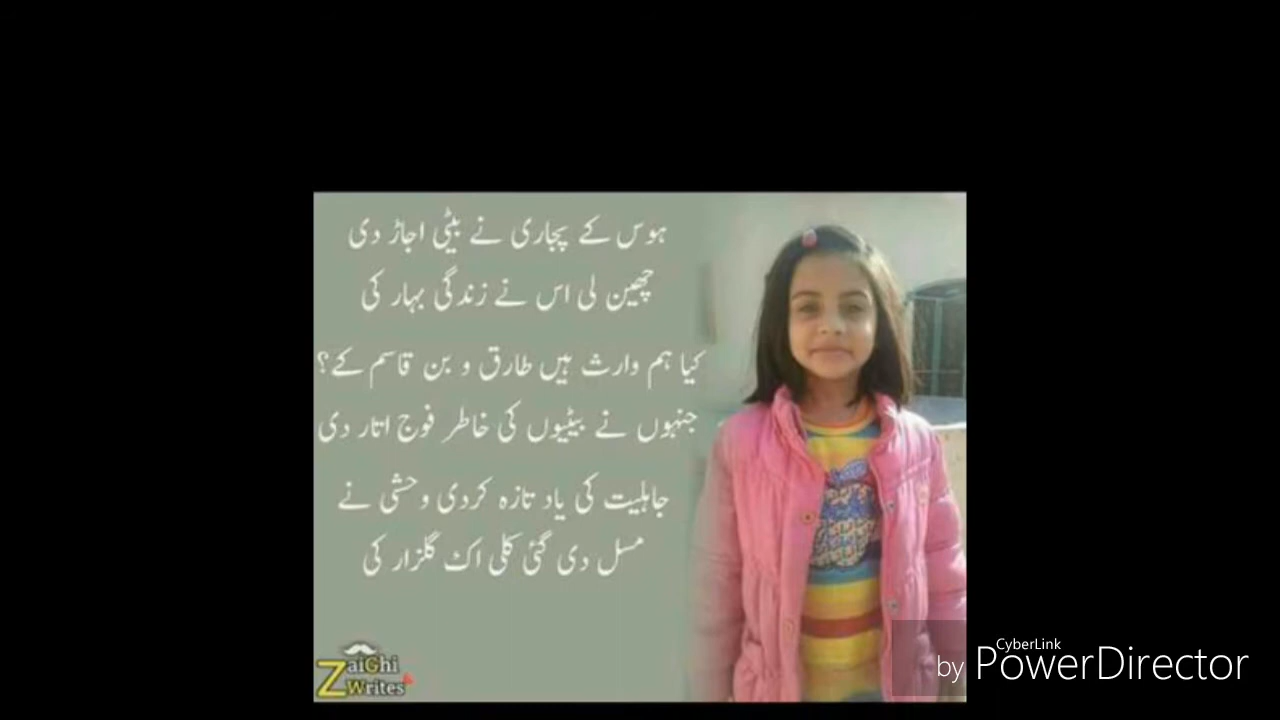 ہوس کے پجاری نے بیٹی اجاڑ دی
چھین لی اس نے زندگی بہار کی
کیا ہم وارث ہیں طارق و بن قاسم کے؟
جنہوں نے بیٹیوں کی خاطر فوج اتار دی
جاہلیت کی یاد تازہ کردی وحشی نے
مسل دی گئی کلی اک گلزار کی
ZaiGhi
Writes
CyberLink
by PowerDirector